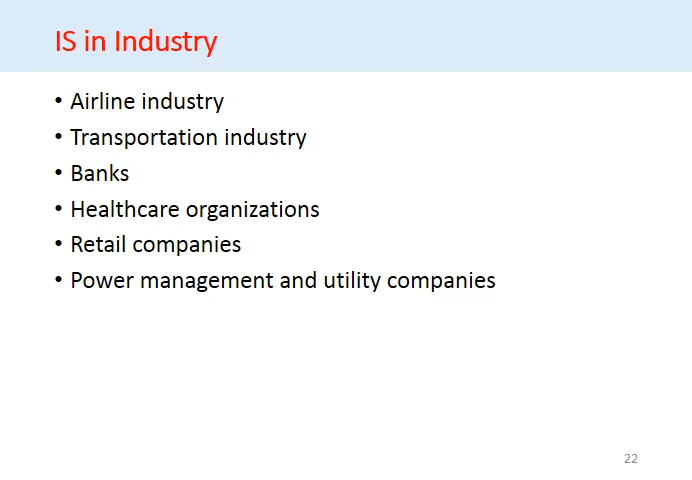 IS in Industry
• Airline industry
• Transportation industry
• Banks
• Healthcare organizations
• Retail companies
• Power management and utility companies
22